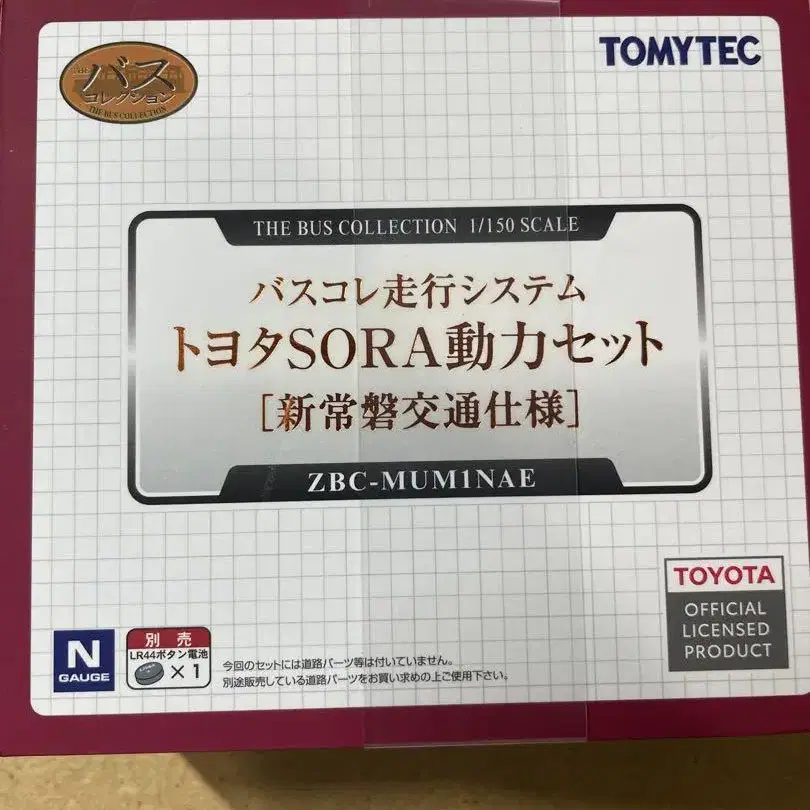 THE
バス
コレクション
THE BUS COLLECTION
TOMYTEC
THE BUS COLLECTION 1/150 SCALE
バスコレ走行システム
トヨタSORA動力セット
[新常磐交通仕様]
ZBC-MUM1NAE
N
GAUGE
別売
LR44ボタン電池
×1
今回のセットには道路パーツ等は付いていません。
別途販売している道路パーツをお買い求めの上ご使用下さい。
TOYOTA
OFFICIAL
LICENSED
PRODUCT